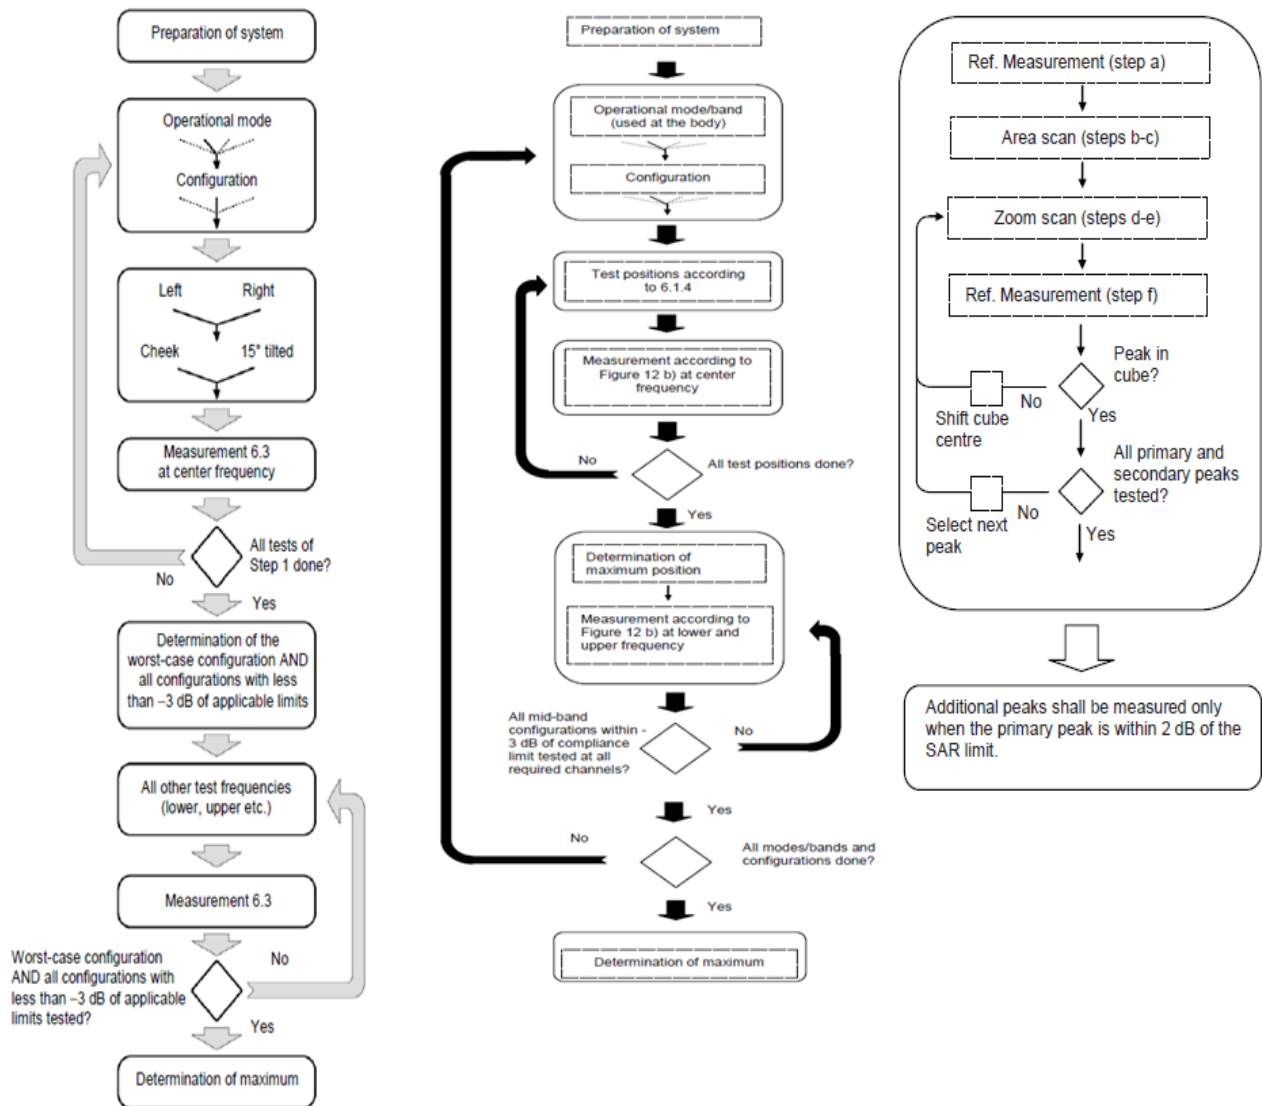 Preparation of system
Operational mode
Configuration
Left Right
Cheek 15° tilted
Measurement 6.3
at center frequency
All tests of
Step 1 done?
No
Yes
Determination of the
worst-case configuration AND
all configurations with less
than –3 dB of applicable limits
All other test frequencies
(lower, upper etc.)
Measurement 6.3
Worst-case configuration
AND all configurations with
less than –3 dB of applicable
limits tested?
No
Yes
Determination of maximum
Preparation of system
Operational mode/band
(used at the body)
Configuration
Test positions according
to 6.1.4
Measurement according to
Figure 12 b) at center
frequency
No
All test positions done?
Yes
Determination of
maximum position
Measurement according to
Figure 12 b) at lower and
upper frequency
All mid-band
configurations within -
3 dB of compliance
limit tested at all
required channels?
No
Yes
No
All modes/bands and
configurations done?
Yes
Determination of maximum
Ref. Measurement (step a)
Area scan (steps b-c)
Zoom scan (steps d-e)
Ref. Measurement (step f)
Peak in
cube?
No
Shift cube
centre
Yes
All primary and
secondary peaks
tested?
No
Select next
peak
Yes
Additional peaks shall be measured only
when the primary peak is within 2 dB of the
SAR limit.